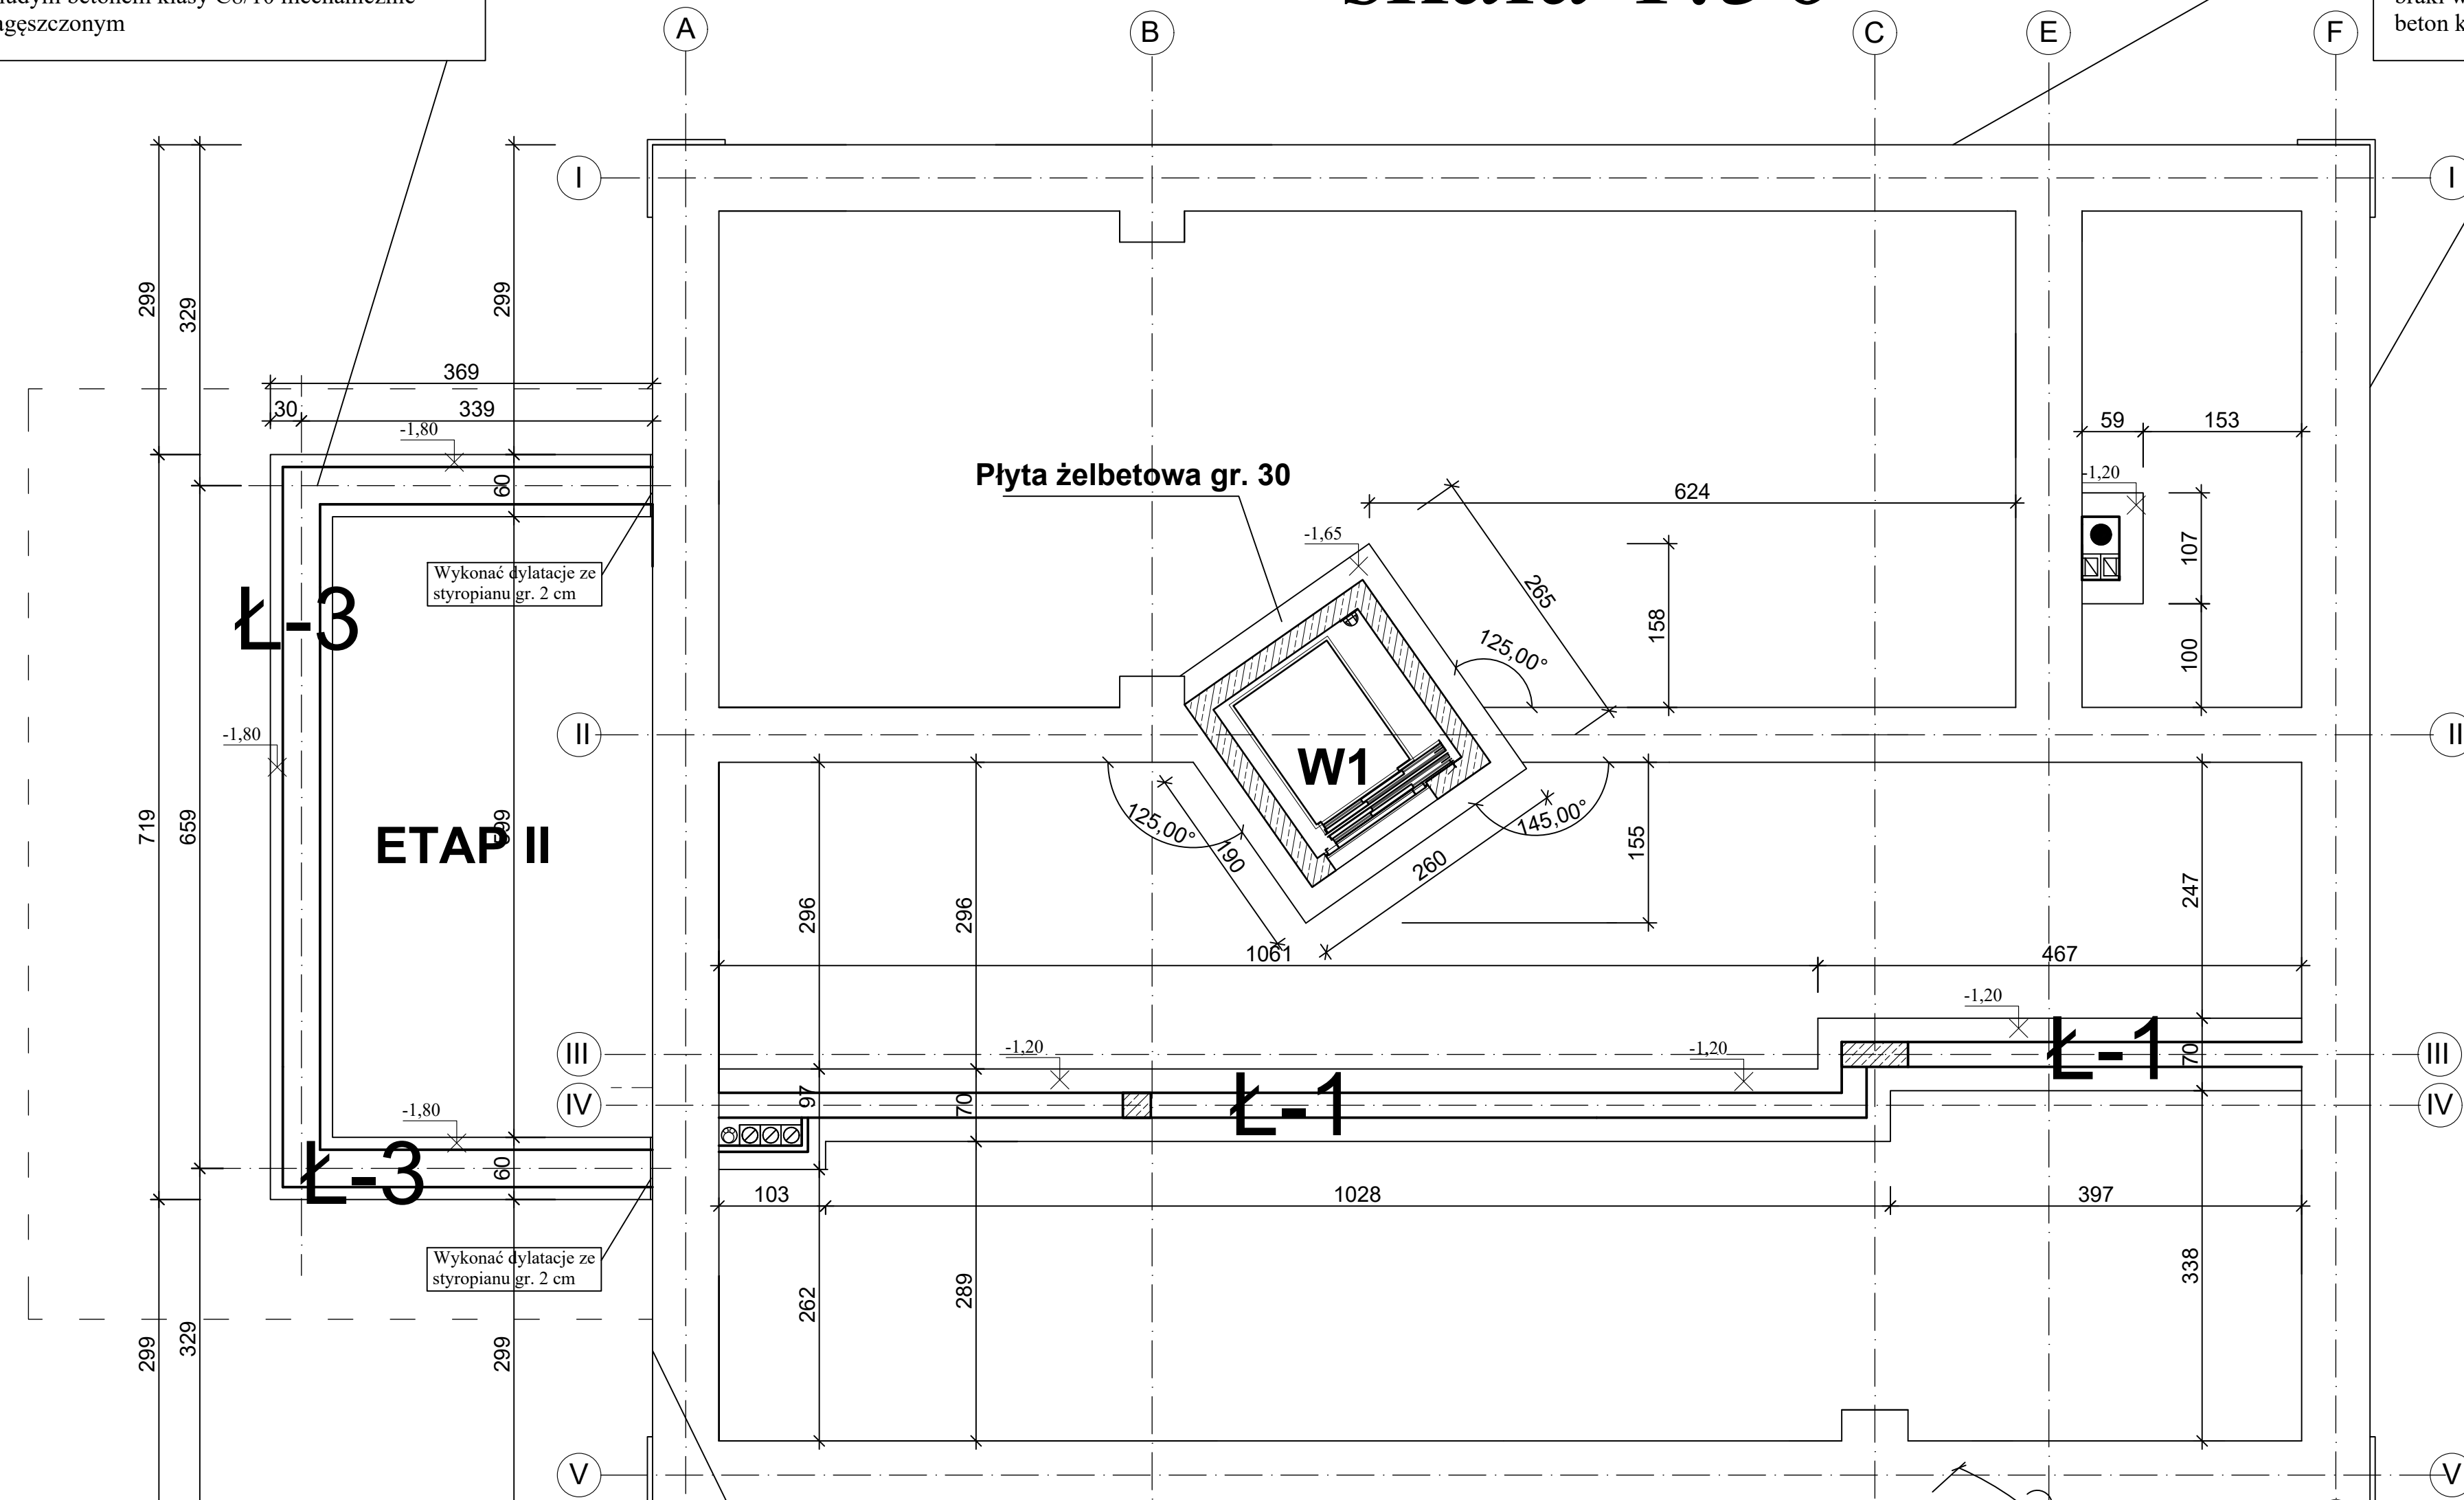 agęszczonym
beton k
A
B
C
E
F
I
I
299
329
299
369
30
339
-1,80
60
59
153
-1,20
107
100
Płyta żelbetowa gr. 30
624
-1,65
265
158
125,00°
Wykonać dylatacje ze
styropianu gr. 2 cm
Ł-3
-1,80
II
II
W1
719
659
599
ETAP II
125,00°
190
260
145,00°
155
296
296
247
1061
467
-1,20
-1,20
-1,20
III
III
Ł-1
70
IV
IV
97
70
Ł-1
-1,80
Ł-3
60
103
1028
397
Wykonać dylatacje ze
styropianu gr. 2 cm
262
289
338
299
329
299
V
V